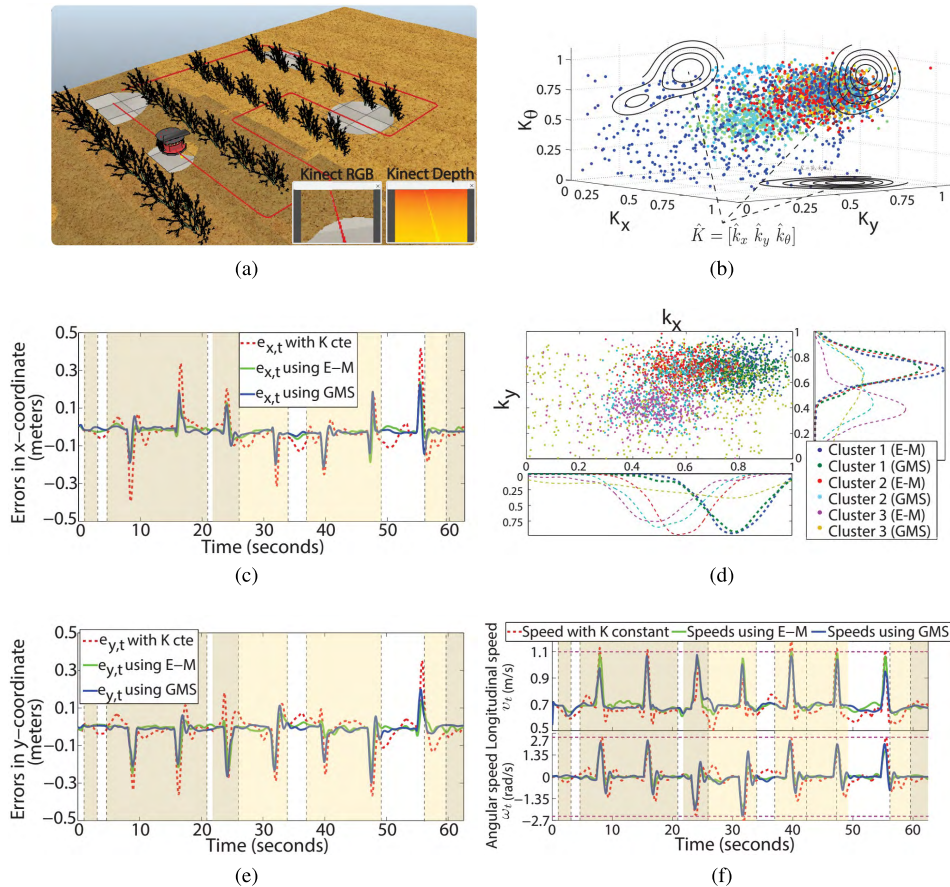 Kinect RGB
Kinect Depth
(a)
1
0.75
0.5
0.25
0
K_θ
0
0.25
0.5
0.75
1
0
0.25
0.5
0.75
1
K_x
K_y
K̂ = [k̂_x k̂_y k̂_θ]
(b)
0.5
0.3
0.1
−0.1
−0.3
−0.5
Errors in x−coordinate
(meters)
e_x,t with K cte
e_x,t using E−M
e_x,t using GMS
0
10
20
30
40
50
60
Time (seconds)
(c)
k_x
k_y
0
0.2
0.4
0.6
0.8
1
1
0.8
0.6
0.4
0.2
0
0.25
0.5
0.75
Cluster 1 (E-M)
Cluster 1 (GMS)
Cluster 2 (E-M)
Cluster 2 (GMS)
Cluster 3 (E-M)
Cluster 3 (GMS)
(d)
0.5
0.3
0.1
−0.1
−0.3
−0.5
Errors in y−coordinate
(meters)
e_y,t with K cte
e_y,t using E−M
e_y,t using GMS
0
10
20
30
40
50
60
Time (seconds)
(e)
Speed with K constant
Speeds using E−M
Speeds using GMS
Longitudinal speed
v_t (m/s)
1.1
0.9
0.7
0.5
Angular speed
ω_t (rad/s)
2.7
0
−1.35
−2.7
0
10
20
30
40
50
60
Time (seconds)
(f)